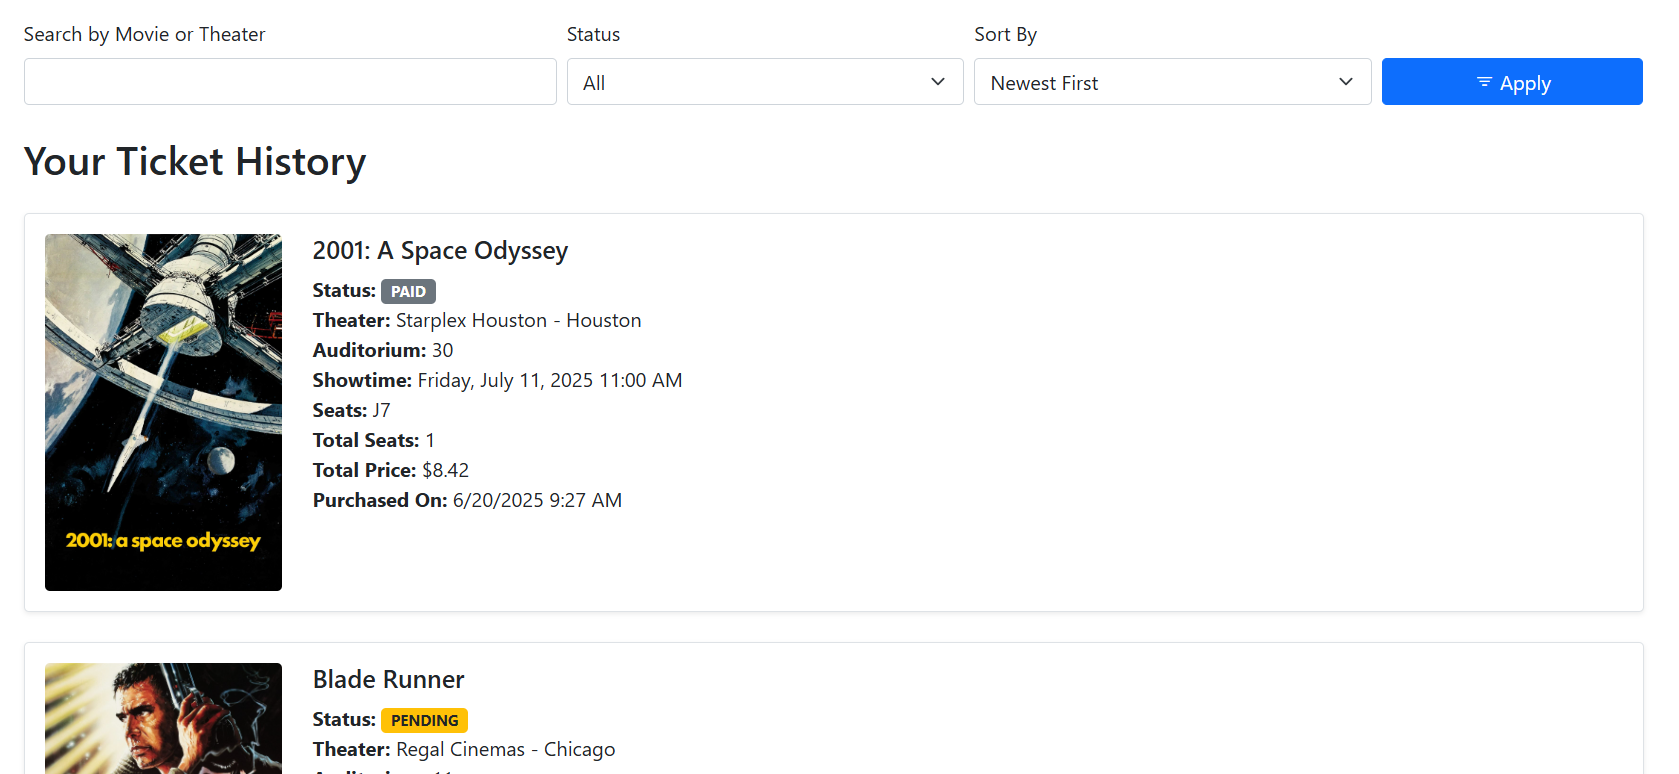 Search by Movie or Theater
Status
Sort By
All
Newest First
Apply
Your Ticket History
2001: a space odyssey
2001: A Space Odyssey
Status: PAID
Theater: Starplex Houston - Houston
Auditorium: 30
Showtime: Friday, July 11, 2025 11:00 AM
Seats: J7
Total Seats: 1
Total Price: $8.42
Purchased On: 6/20/2025 9:27 AM
Blade Runner
Status: PENDING
Theater: Regal Cinemas - Chicago